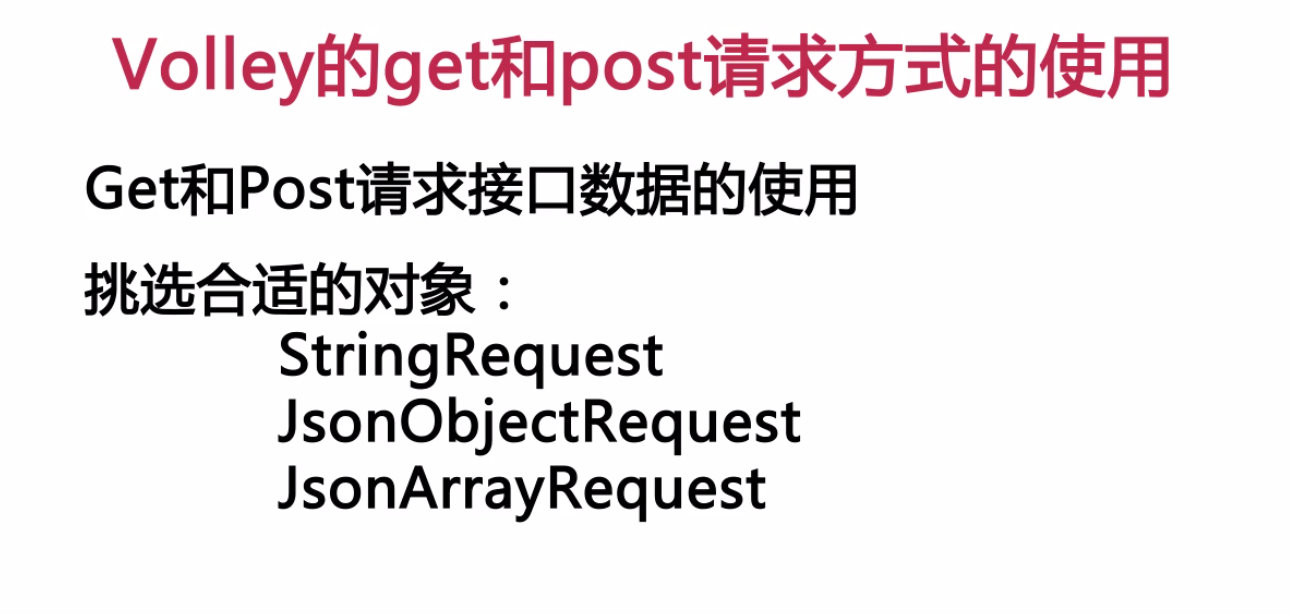 Volley的get和post请求方式的使用
Get和Post请求接口数据的使用
挑选合适的对象：
StringRequest
JsonObjectRequest
JsonArrayRequest